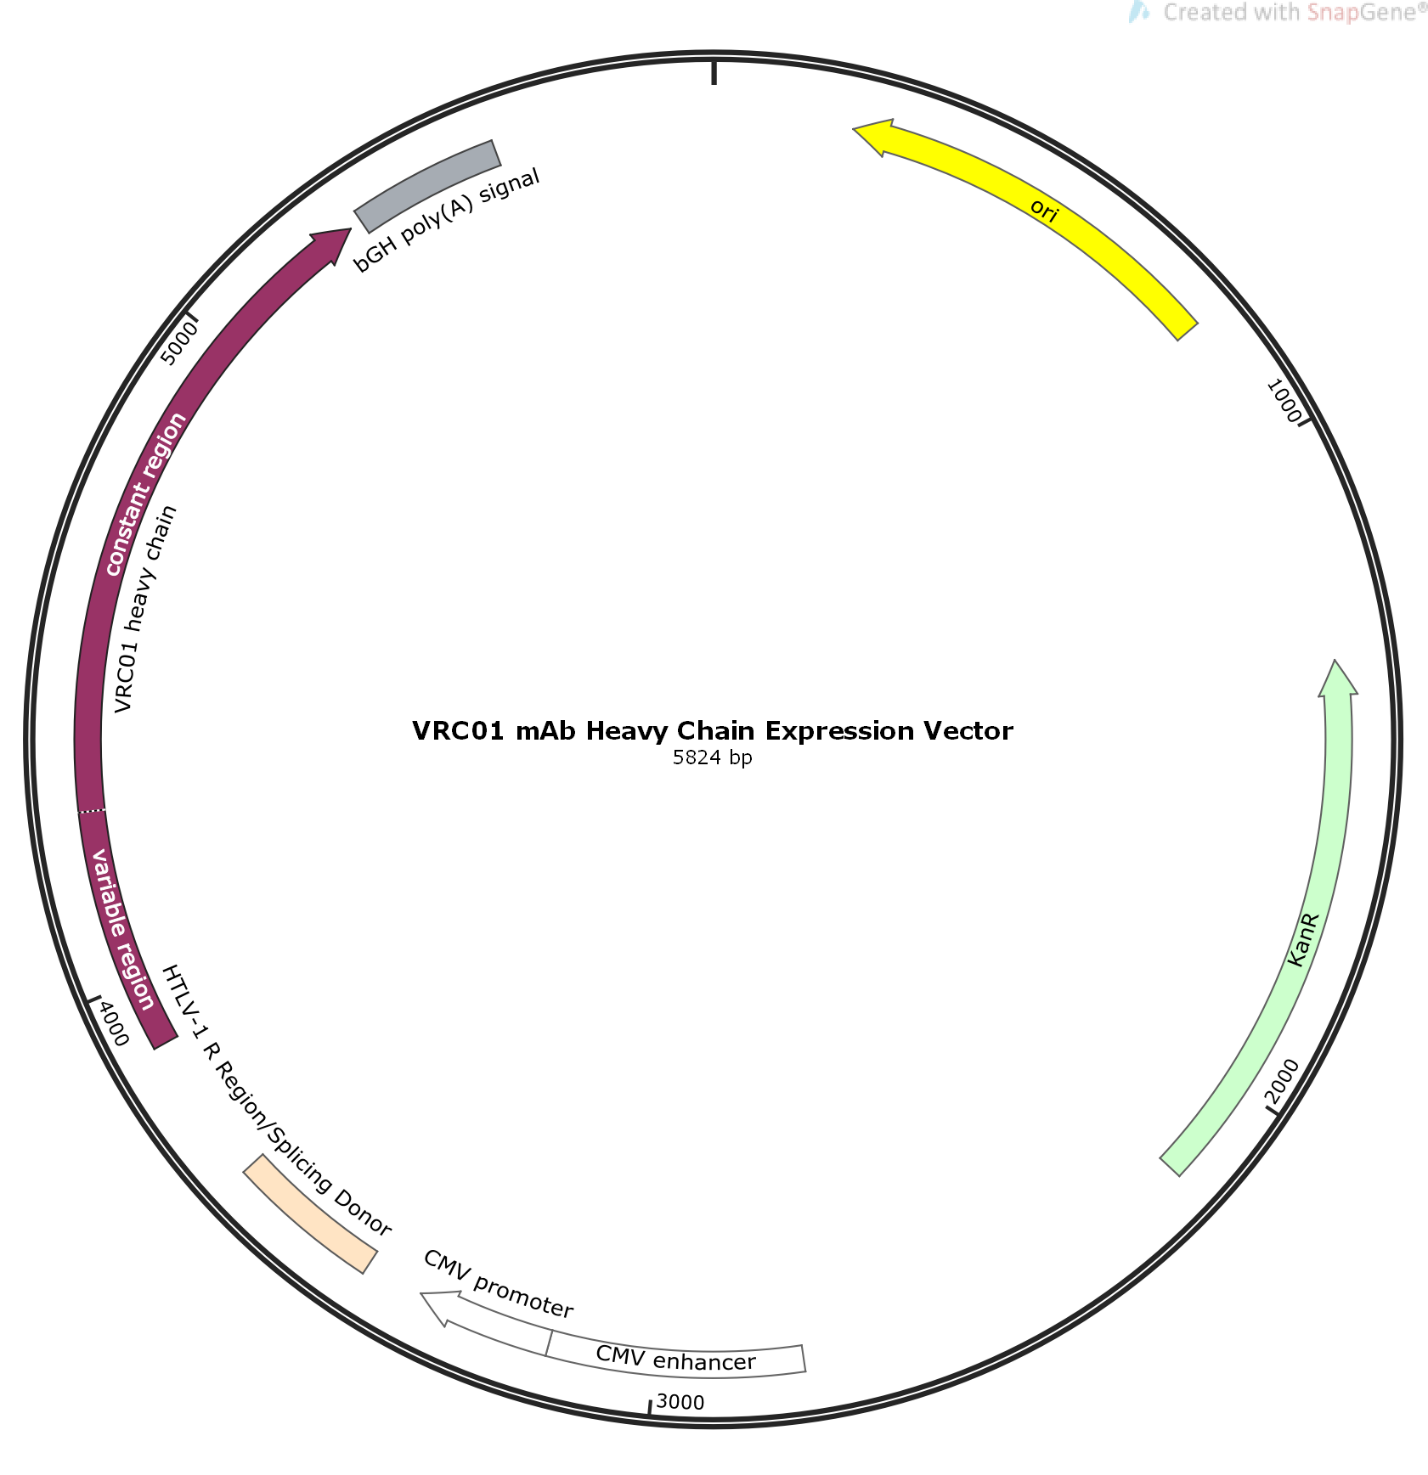 Created with SnapGene®
ori
bGH poly(A) signal
5000
1000
constant region
VRC01 heavy chain
VRC01 mAb Heavy Chain Expression Vector
5824 bp
variable region
KanR
4000
HTLV-1 R Region/Splicing Donor
2000
CMV promoter
CMV enhancer
3000